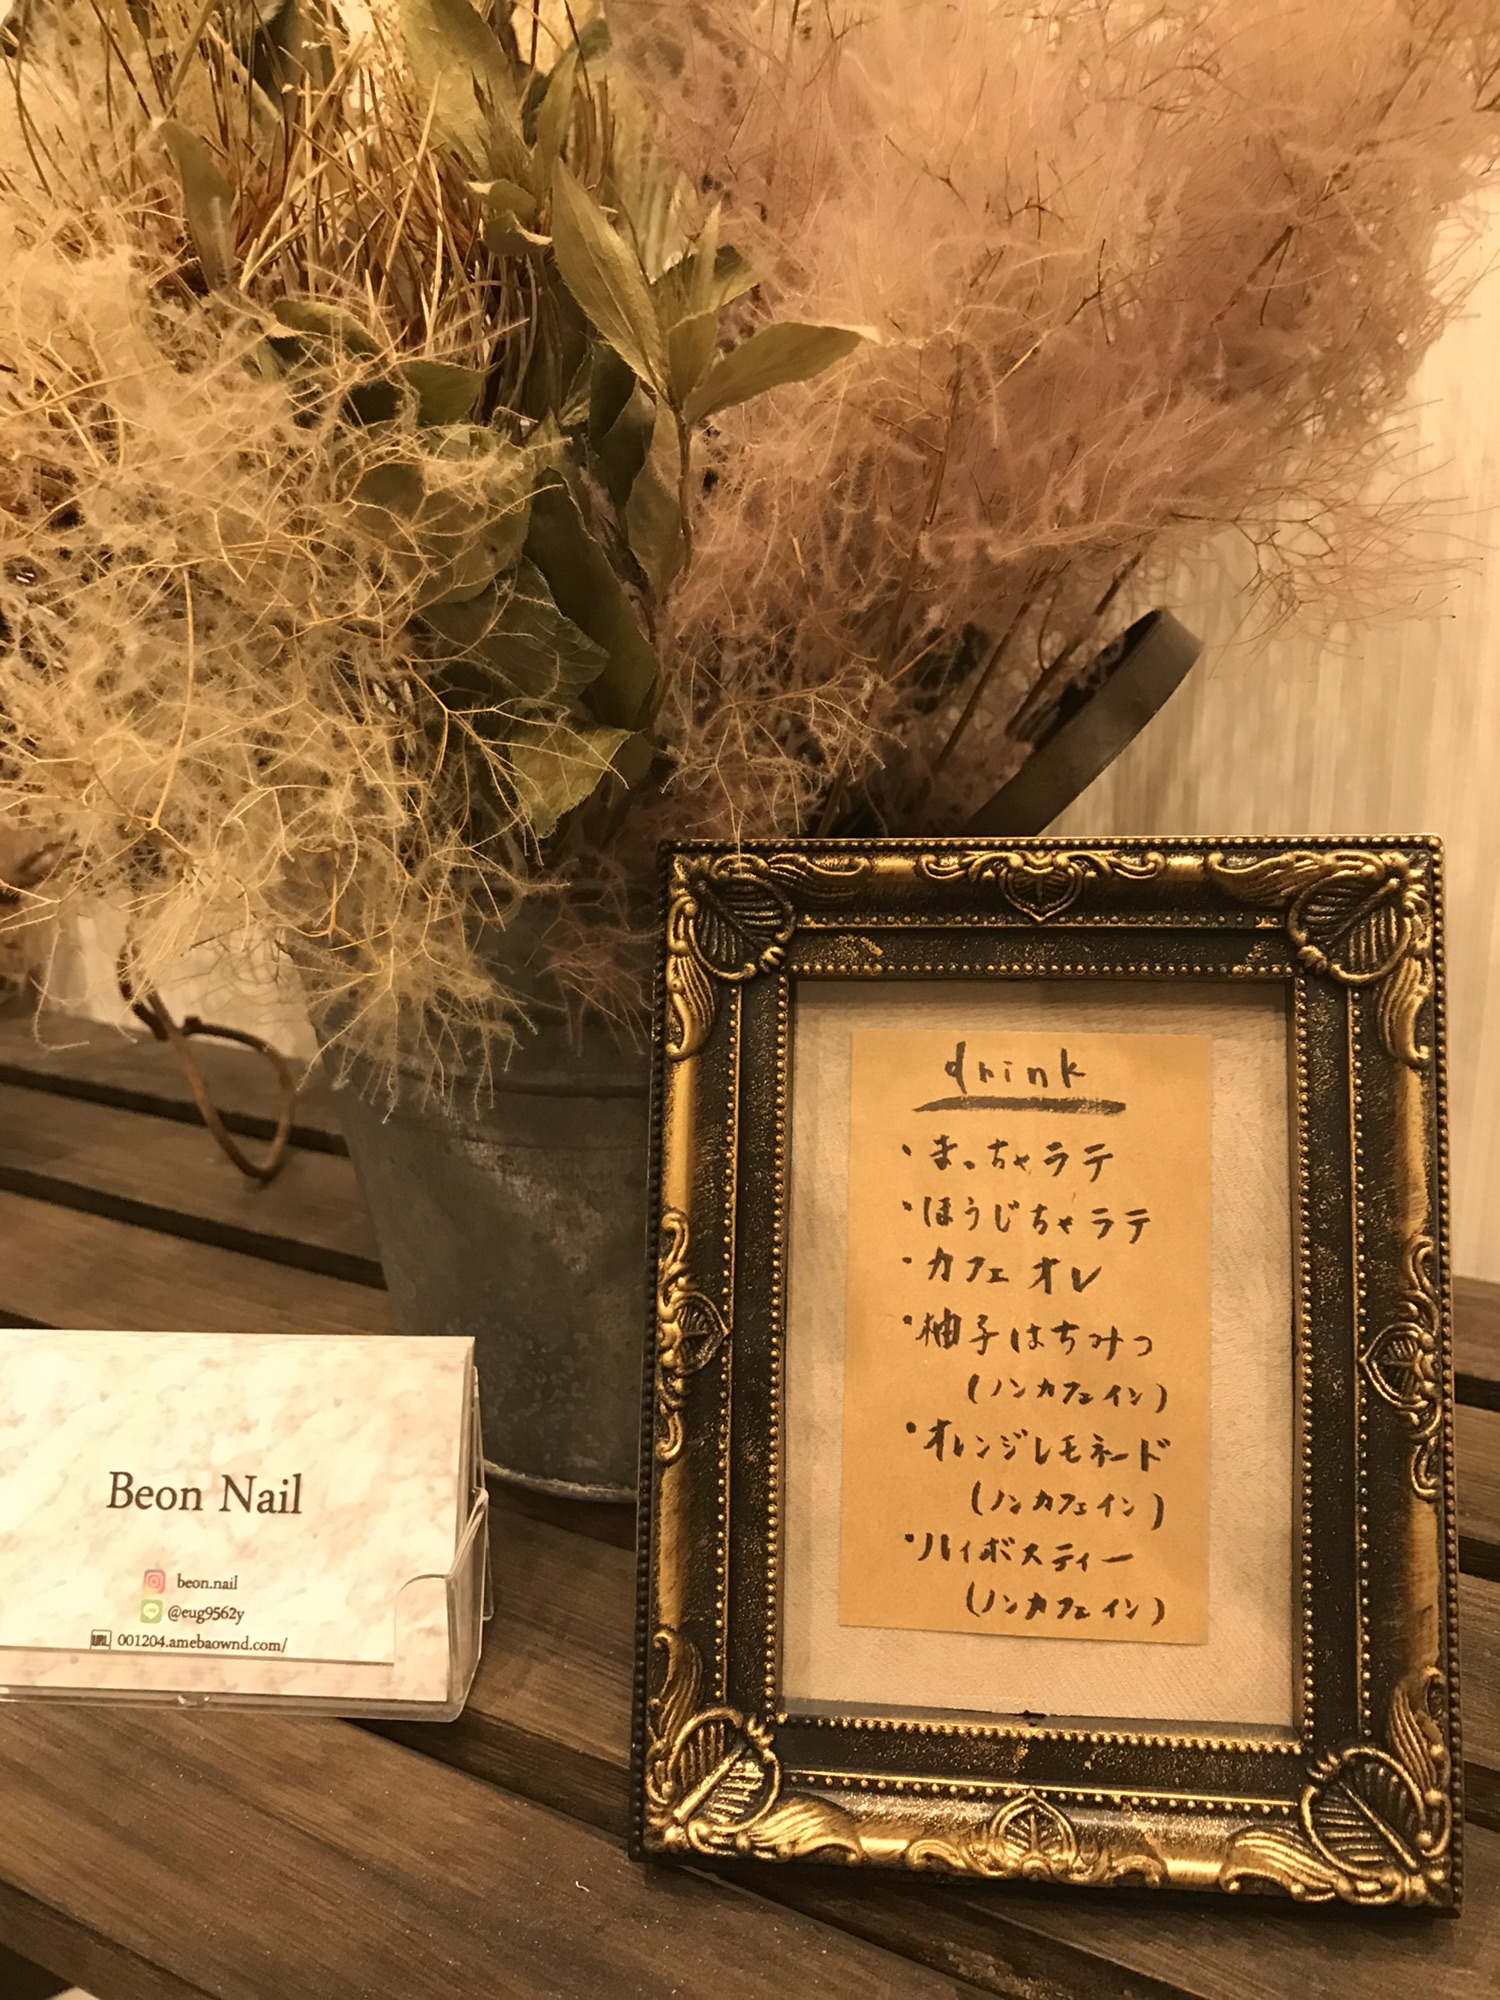 drink
・まっちゃラテ
・ほうじちゃラテ
・カフェオレ
・柚子はちみつ
(ノンカフェイン)
・オレンジレモネード
(ノンカフェイン)
・ルイボスティー
(ノンカフェイン)
Beon Nail
beon.nail
@eug9562y
URL 001204.amebaownd.com/